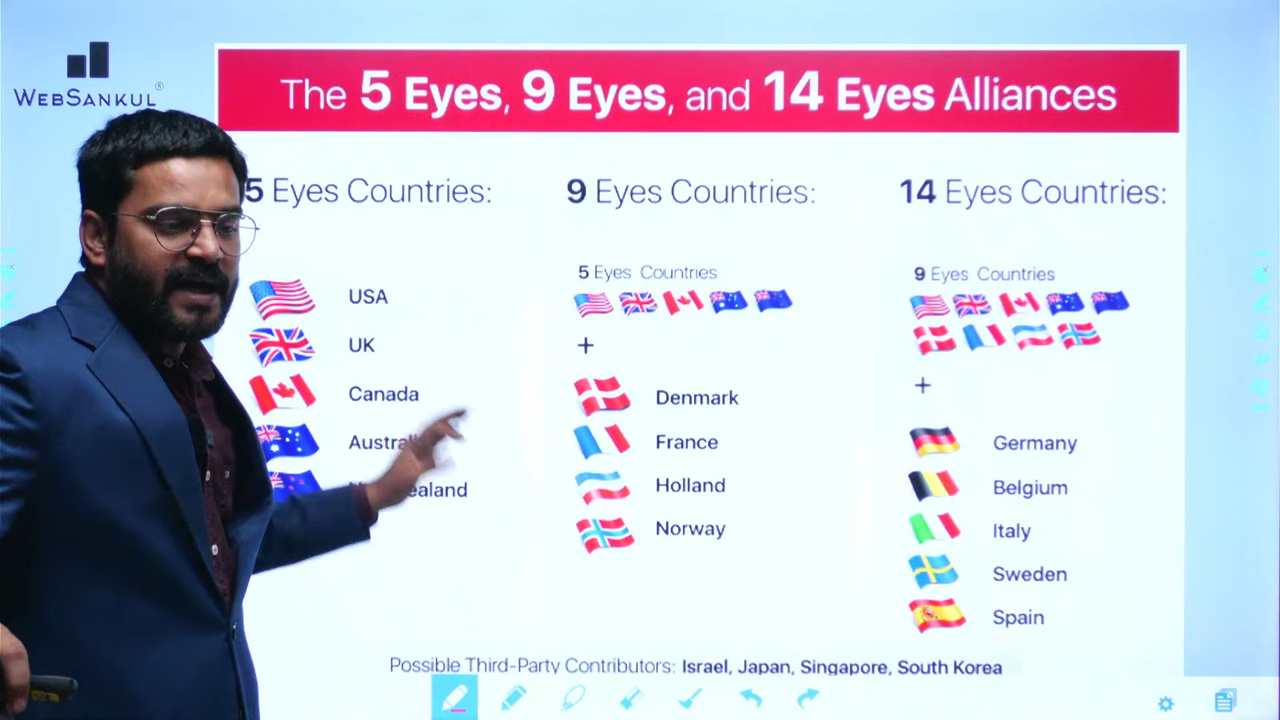 WEBSANKUL®
The 5 Eyes, 9 Eyes, and 14 Eyes Alliances
5 Eyes Countries:
USA
UK
Canada
9 Eyes Countries:
5 Eyes Countries
+
Denmark
France
Holland
Norway
14 Eyes Countries:
9 Eyes Countries
+
Germany
Belgium
Italy
Sweden
Spain
Possible Third-Party Contributors: Israel, Japan, Singapore, South Korea